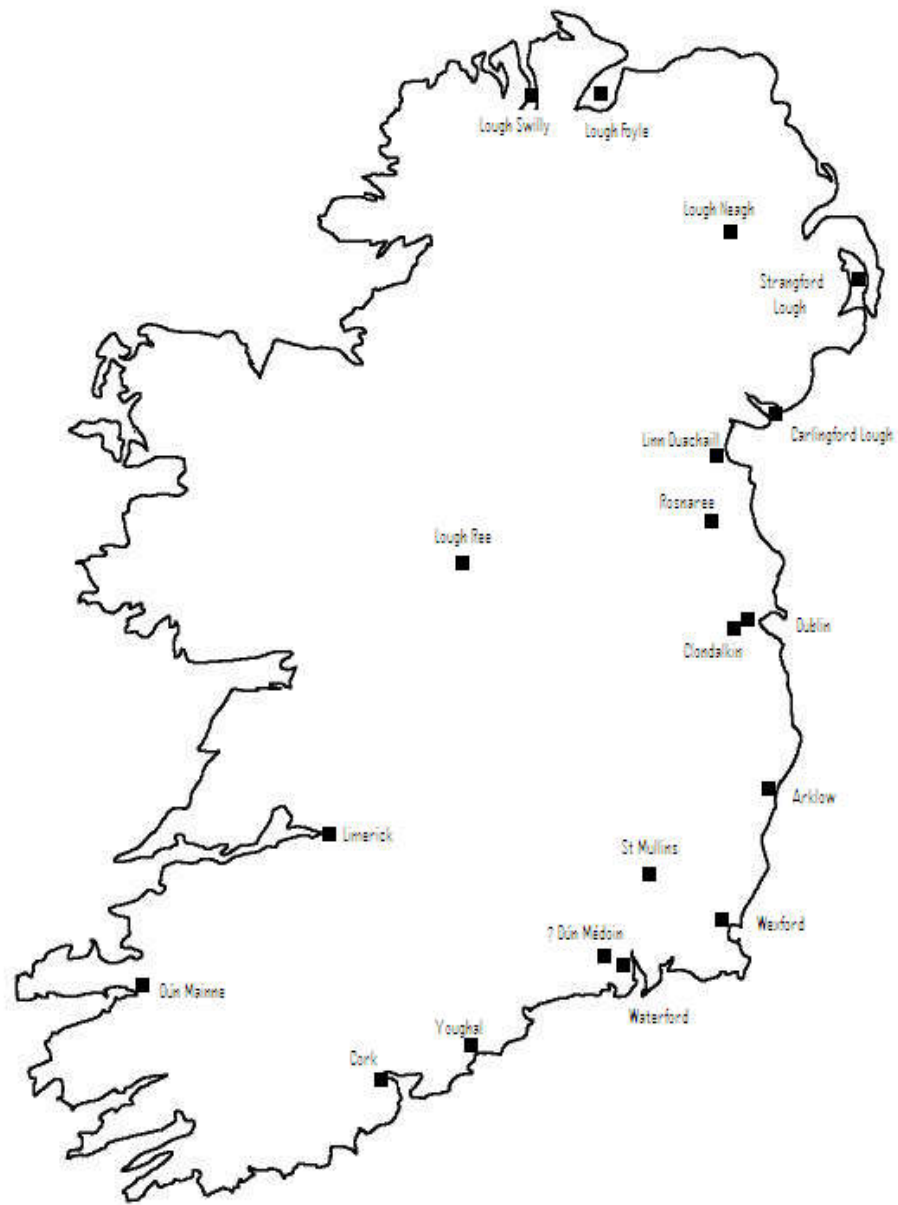 Lough Swilly
Lough Foyle
Lough Neagh
Strangford
Lough
Carlingford Lough
Linn Duachaill
Rosnaree
Lough Ree
Dublin
Clondalkin
Arklow
Limerick
St Mullins
Wexford
? Dún Médoin
Dún Mainne
Waterford
Youghal
Cork